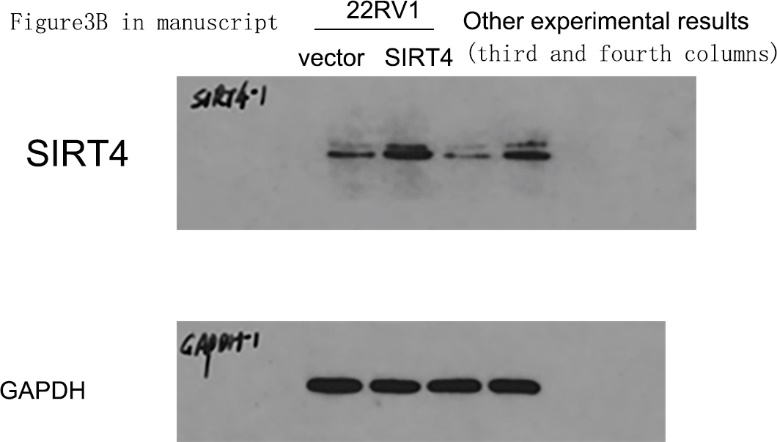 Figure3B in manuscript
22RV1
Other experimental results
vector
SIRT4
(third and fourth columns)
SIRT4-1
SIRT4
GAPDH-1
GAPDH